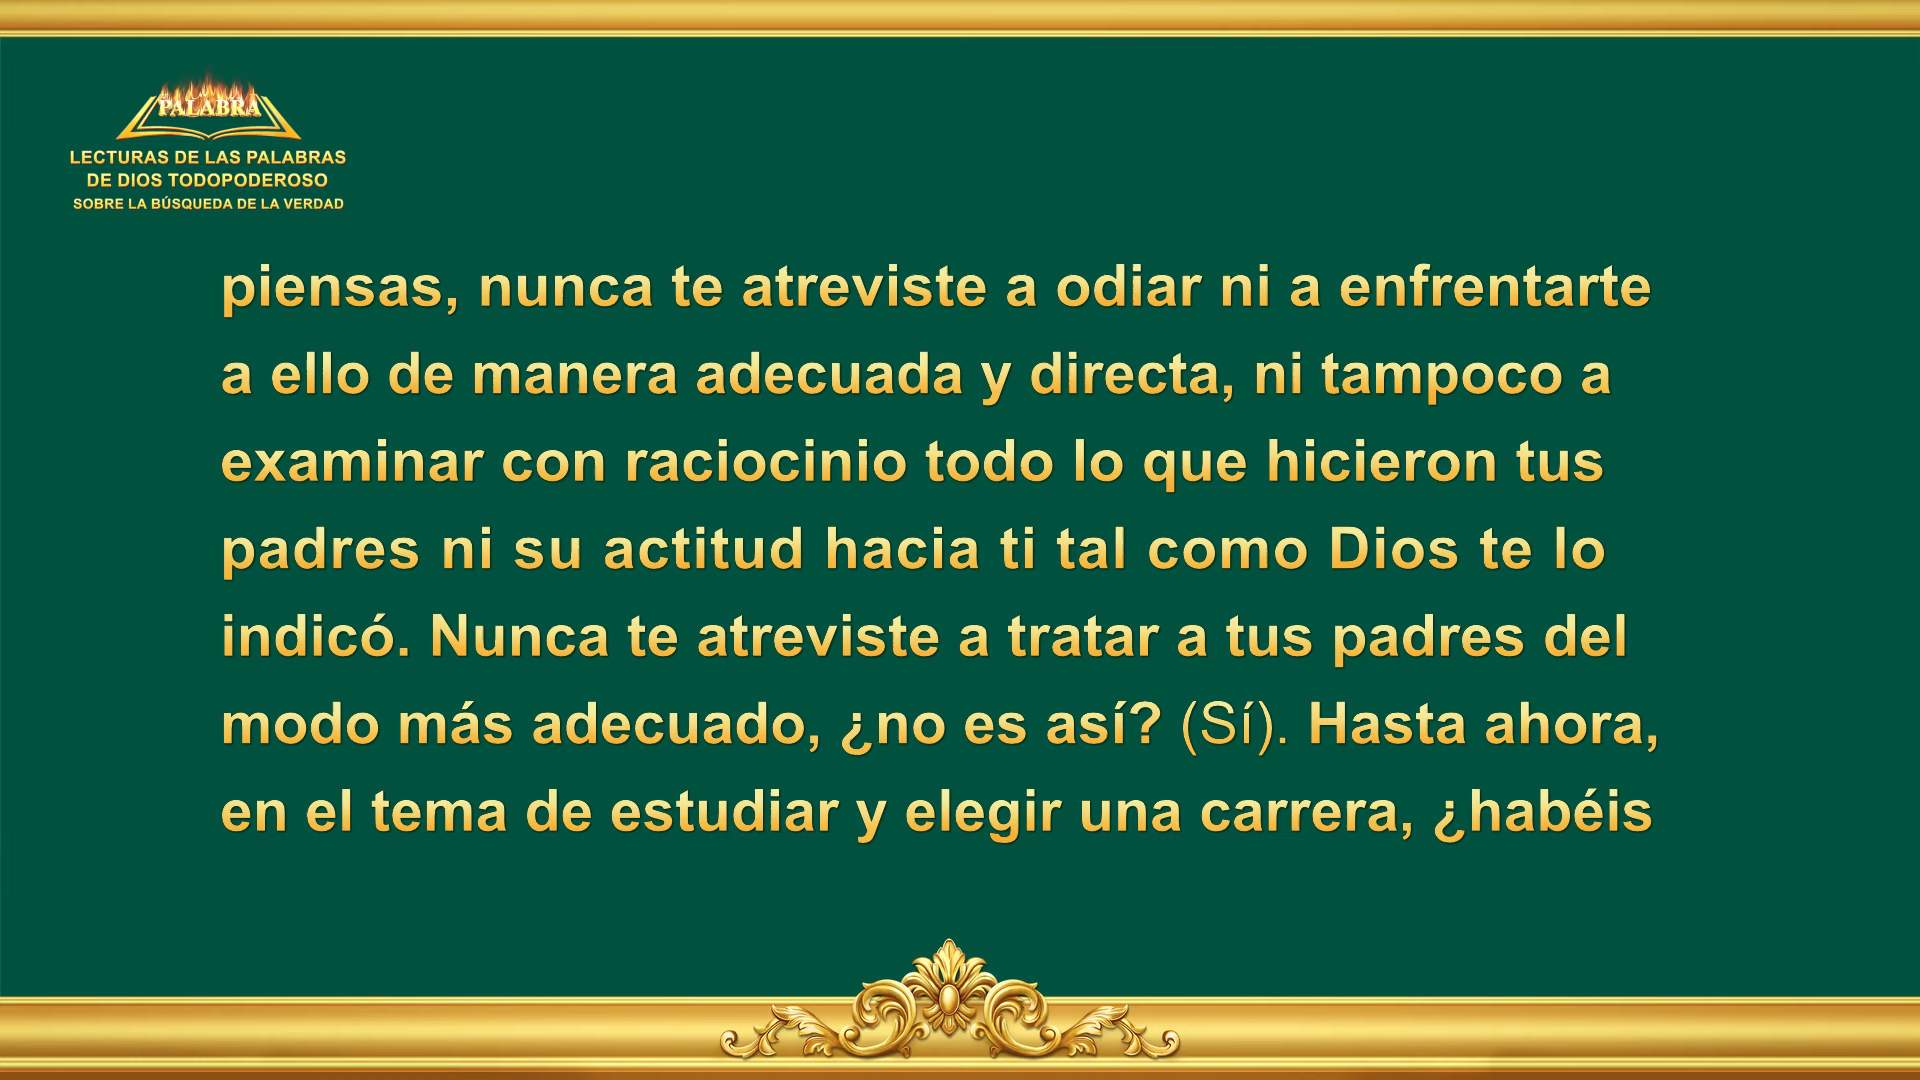 PALABRA
LECTURAS DE LAS PALABRAS
DE DIOS TODOPODEROSO
SOBRE LA BÚSQUEDA DE LA VERDAD
piensas, nunca te atreviste a odiar ni a enfrentarte
a ello de manera adecuada y directa, ni tampoco a
examinar con raciocinio todo lo que hicieron tus
padres ni su actitud hacia ti tal como Dios te lo
indicó. Nunca te atreviste a tratar a tus padres del
modo más adecuado, ¿no es así? (Sí). Hasta ahora,
en el tema de estudiar y elegir una carrera, ¿habéis